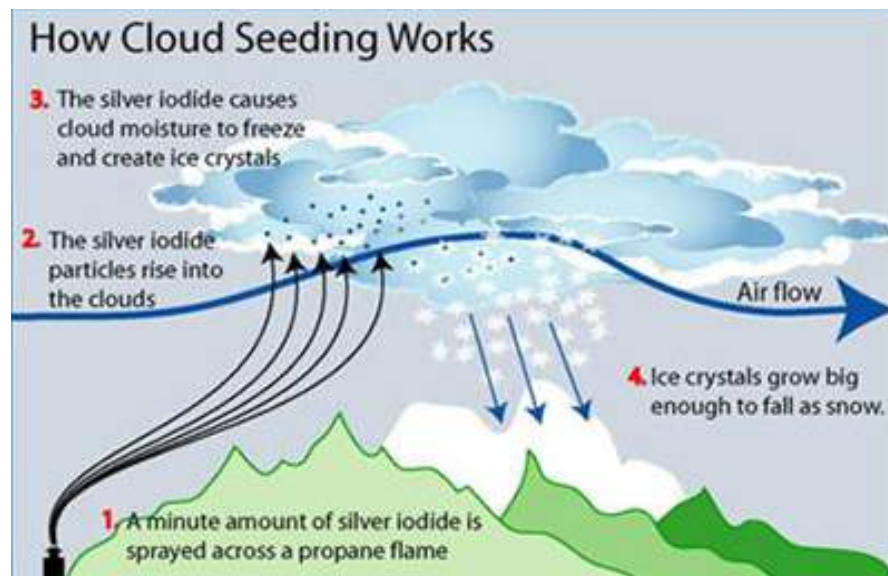 How Cloud Seeding Works
3. The silver iodide causes
cloud moisture to freeze
and create ice crystals
2. The silver iodide
particles rise into
the clouds
Air flow
4. Ice crystals grow big
enough to fall as snow.
1. A minute amount of silver iodide is
sprayed across a propane flame